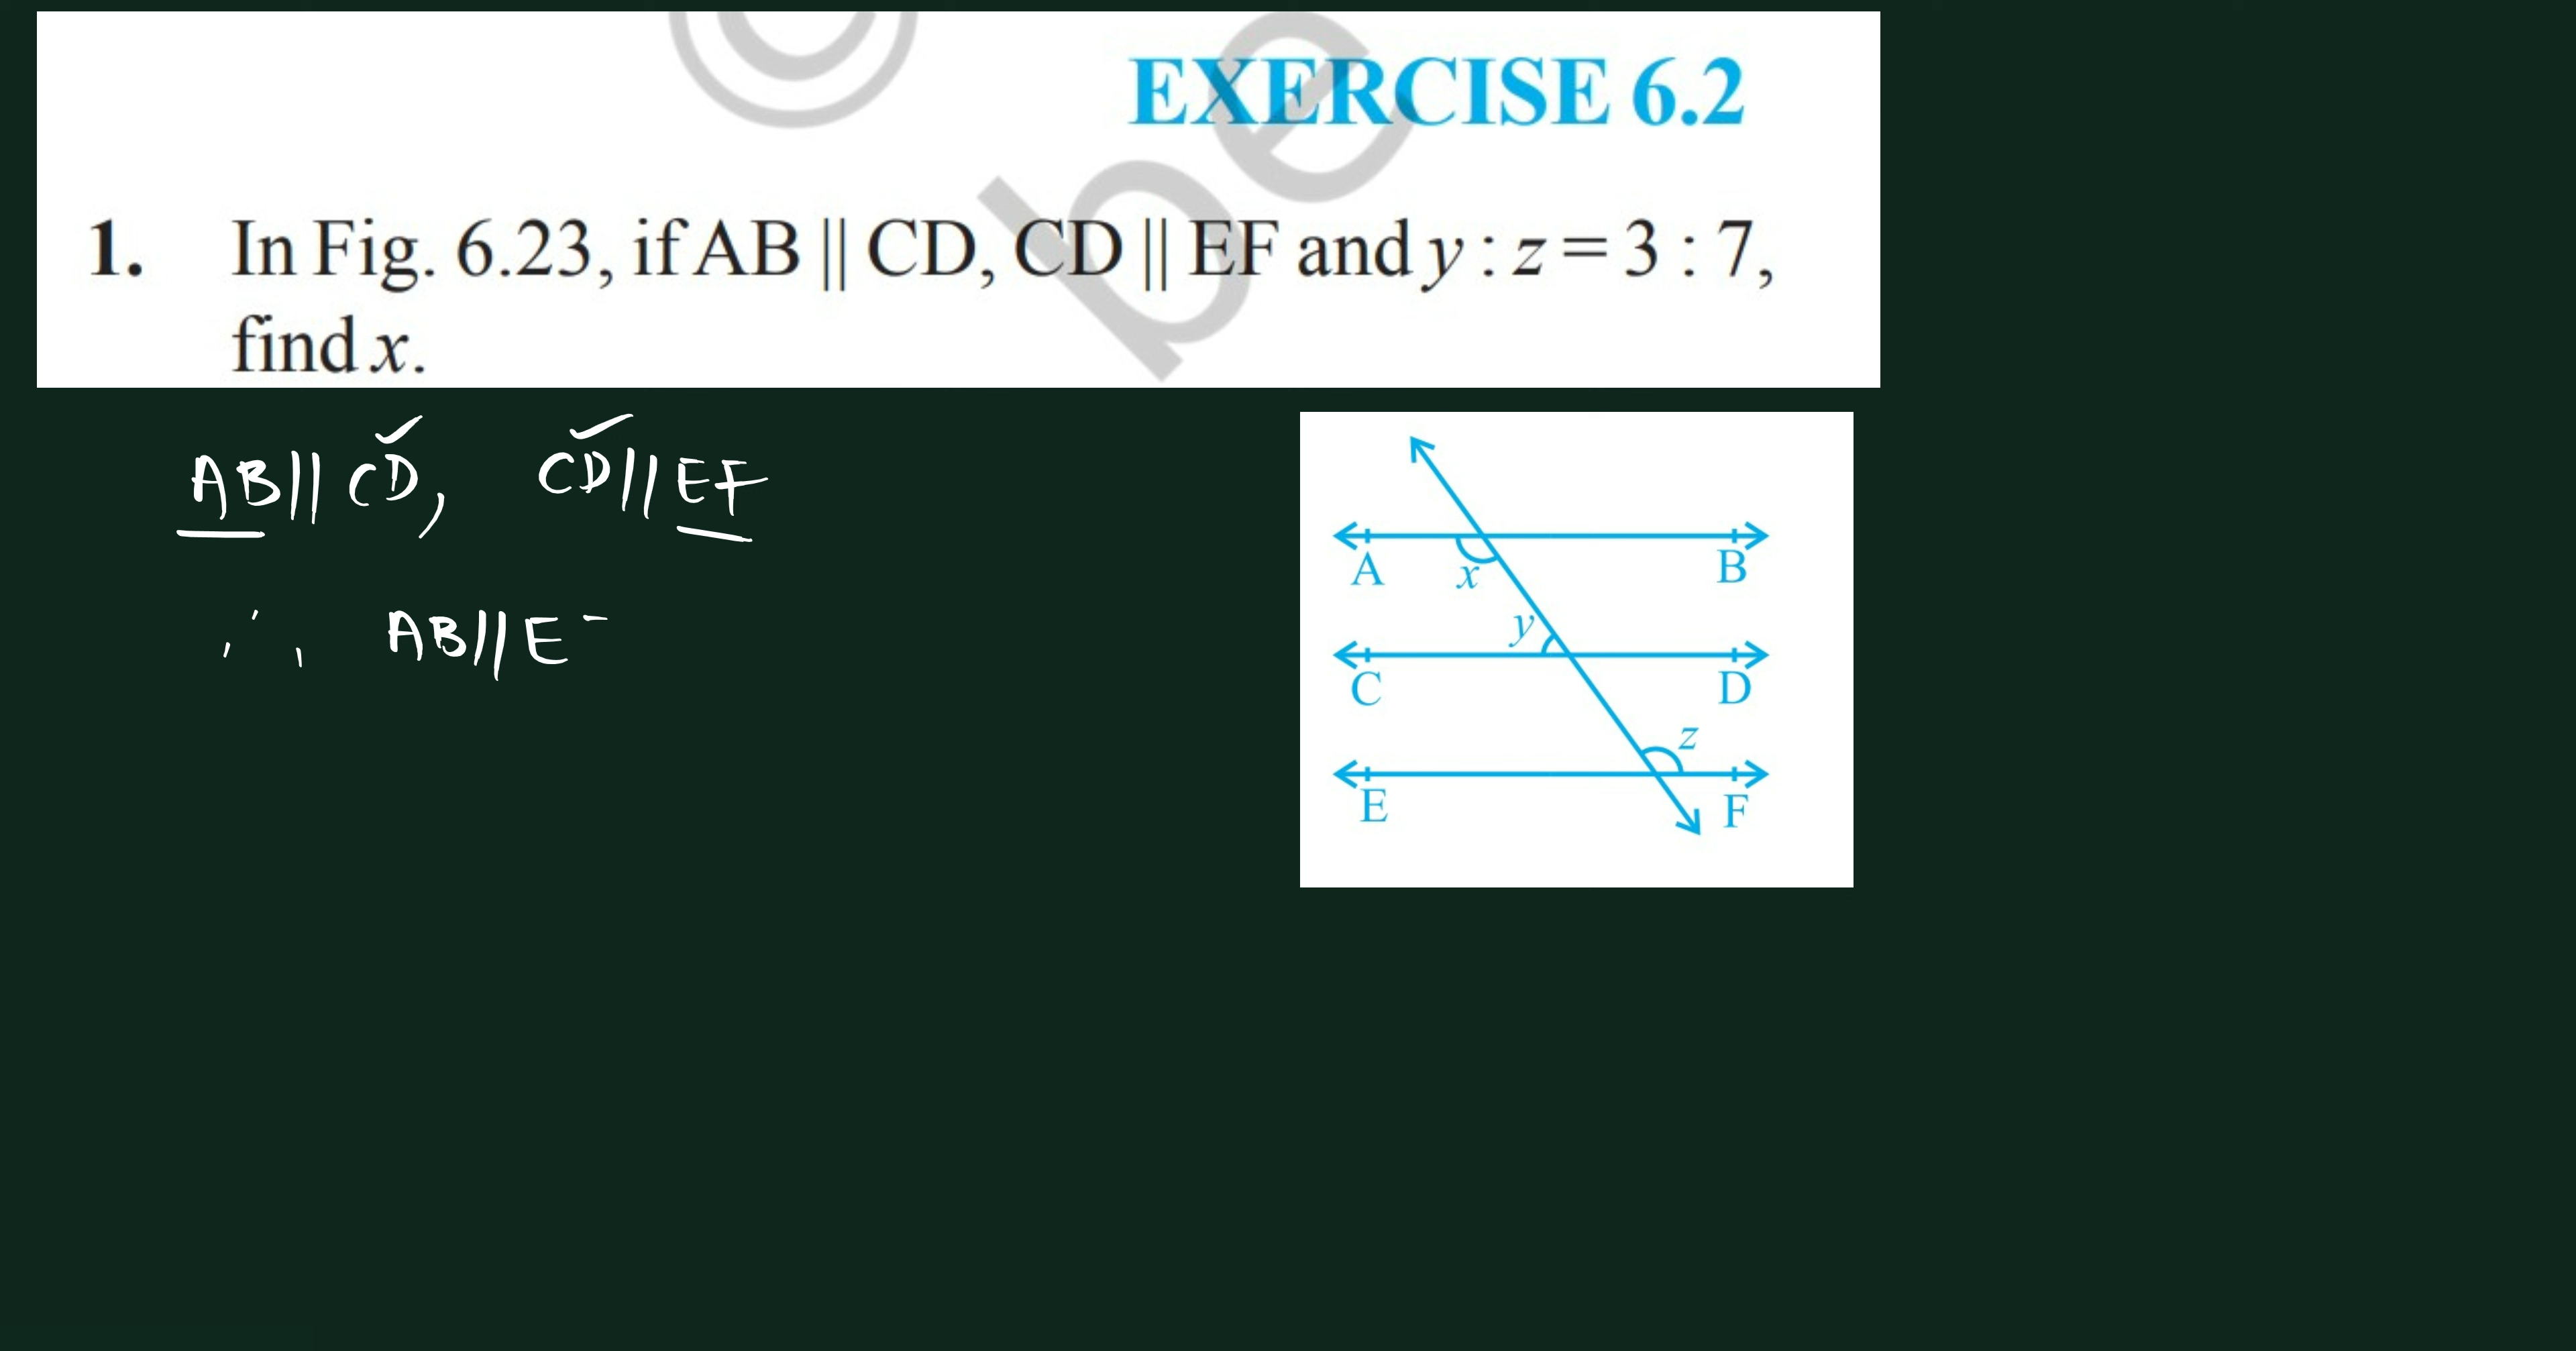 EXERCISE 6.2
1. In Fig. 6.23, if AB || CD, CD || EF and y : z = 3 : 7,
find x.
AB || CD, CD || EF
∴, AB || E-
A x B
y
C D
z
E F
be
©